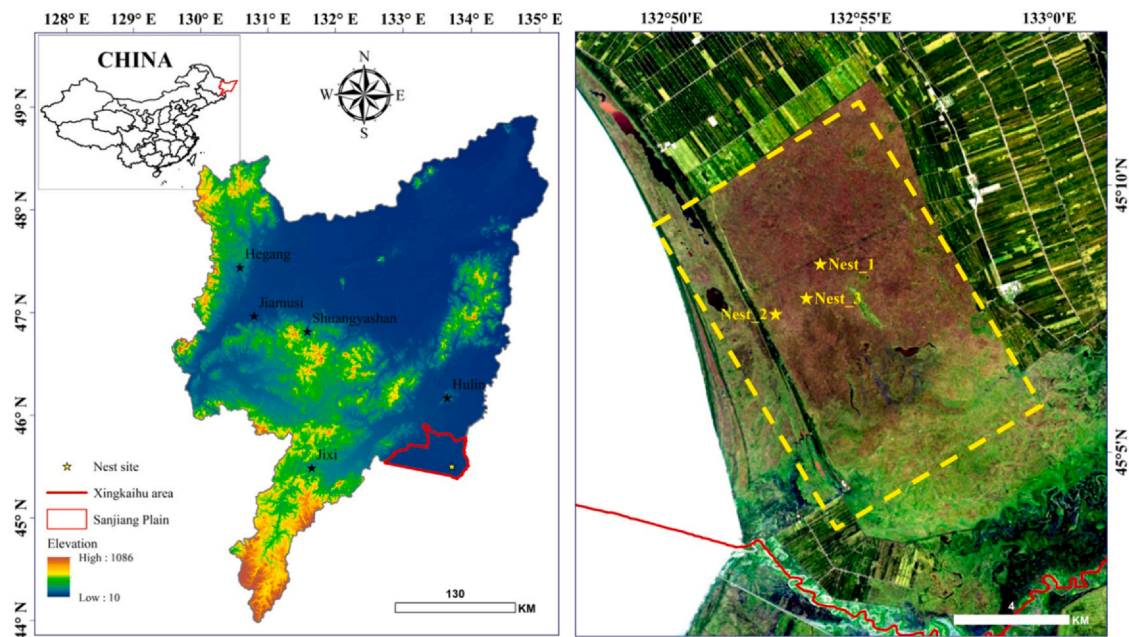 128° E 129° E 130° E 131° E 132° E 133° E 134° E 135° E
CHINA
N
W E
S
49° N
48° N
47° N
46° N
45° N
44° N
Hegang
Jiamusi
Shuangyashan
Hulin
Jixi
Nest site
Xingkaihu area
Sanjiang Plain
Elevation
High : 1086
Low : 10
130
KM
132°50'E 132°55'E 133°0'E
45°10'N
45°5'N
Nest_1
Nest_3
Nest_2
4
KM